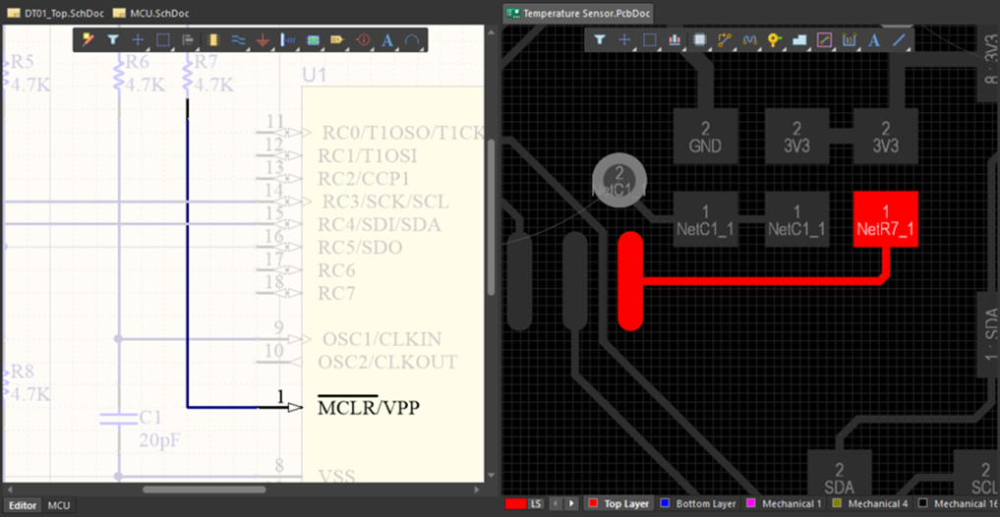 DT01_Top.SchDoc MCU.SchDoc
Temperature Sensor.PcbDoc
R5
4.7K
R6
4.7K
R7
4.7K
U1
11 RC0/T1OSO/T1CK
12 RC1/T1OSI
13 RC2/CCP1
14 RC3/SCK/SCL
15 RC4/SDI/SDA
16 RC5/SDO
17 RC6
18 RC7
9 OSC1/CLKIN
10 OSC2/CLKOUT
R8
4.7K
1 MCLR/VPP
C1
20pF
8 VSS
Editor MCU
2
GND
2
3V3
2
3V3
8 : 3V3
2
NetC1_1
1
NetC1_1
1
NetC1_1
1
NetR7_1
1 : SDA
2
SDA
2
SCL
LS Top Layer Bottom Layer Mechanical 1 Mechanical 4 Mechanical 16